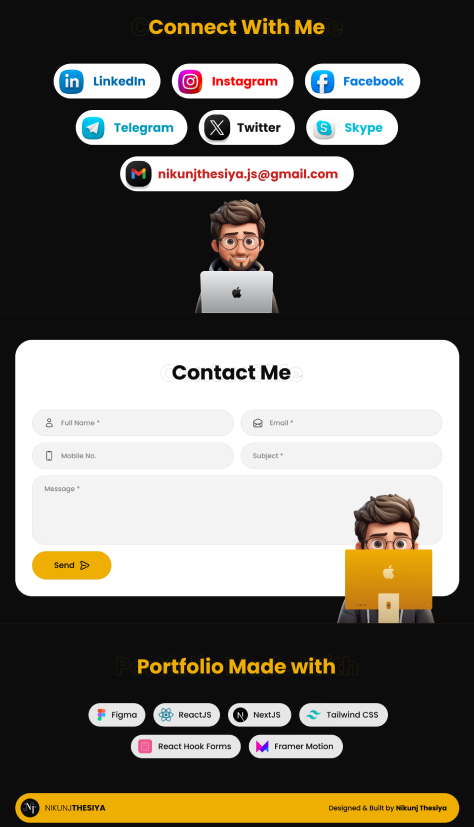 Connect With Me
LinkedIn Instagram Facebook
Telegram Twitter Skype
nikunjthesiya.js@gmail.com
Contact Me
Full Name * Email *
Mobile No. Subject *
Message *
Send
Portfolio Made with
Figma ReactJS NextJS Tailwind CSS
React Hook Forms Framer Motion
NT NIKUNJTHESIYA Designed & Built by Nikunj Thesiya